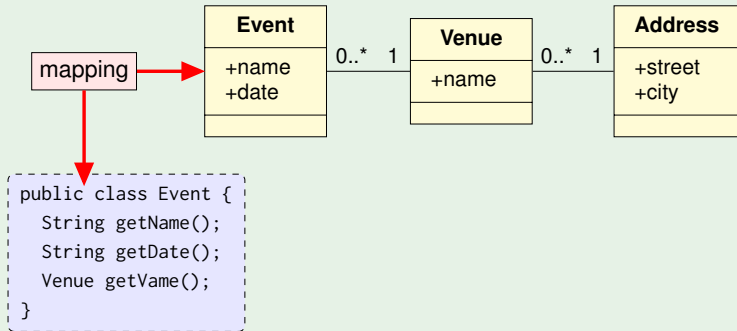 Event
+name
+date
0..* 1
Venue
+name
0..* 1
Address
+street
+city
mapping
public class Event {
String getName();
String getDate();
Venue getVame();
}